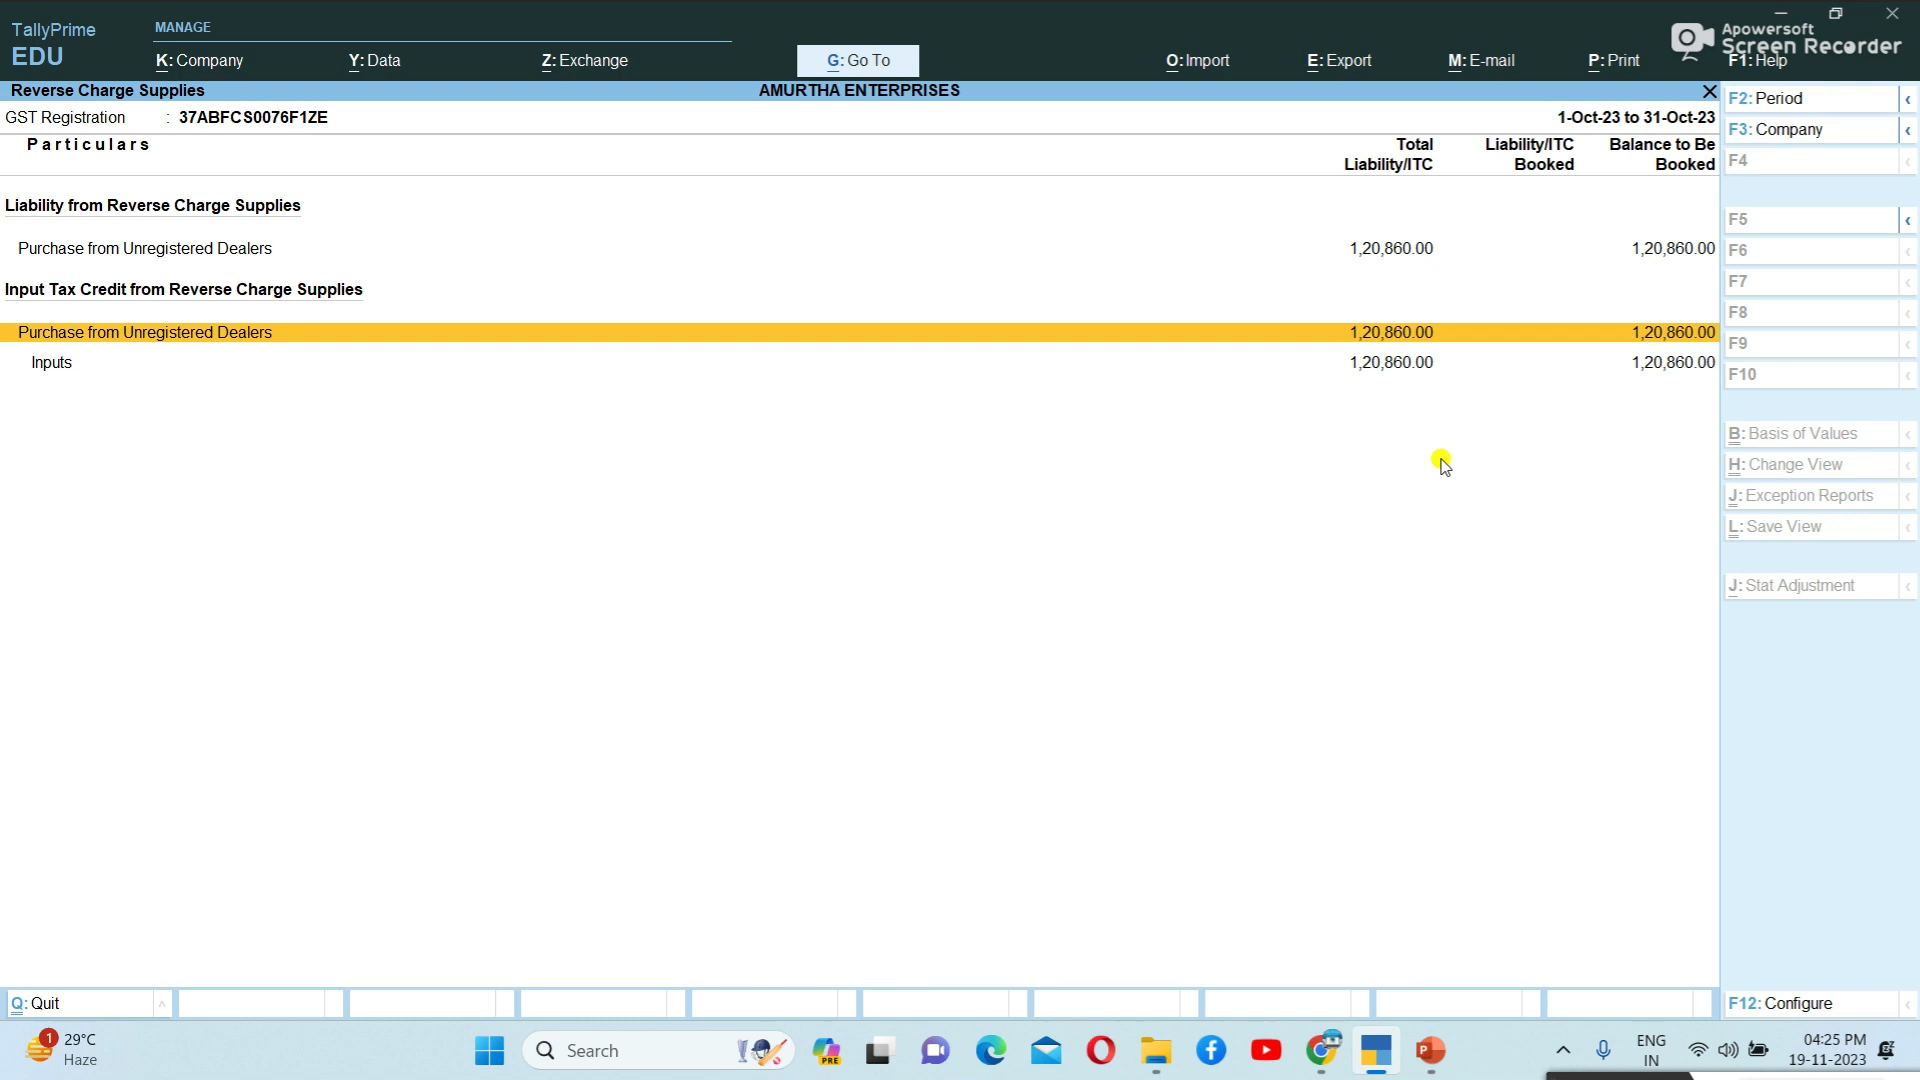 TallyPrime
EDU
MANAGE
K: Company
Y: Data
Z: Exchange
G: Go To
O: Import
E: Export
M: E-mail
P: Print
F1: Help
Apowersoft
Screen Recorder
Reverse Charge Supplies
AMURTHA ENTERPRISES
GST Registration : 37ABFCS0076F1ZE
1-Oct-23 to 31-Oct-23
Particulars
Total Liability/ITC
Liability/ITC Booked
Balance to Be Booked
Liability from Reverse Charge Supplies
Purchase from Unregistered Dealers 1,20,860.00 1,20,860.00
Input Tax Credit from Reverse Charge Supplies
Purchase from Unregistered Dealers 1,20,860.00 1,20,860.00
Inputs 1,20,860.00 1,20,860.00
F2: Period
F3: Company
F4
F5
F6
F7
F8
F9
F10
B: Basis of Values
H: Change View
J: Exception Reports
L: Save View
J: Stat Adjustment
Q: Quit
F12: Configure
1
29°C
Haze
Search
PRE
ENG
IN
04:25 PM
19-11-2023